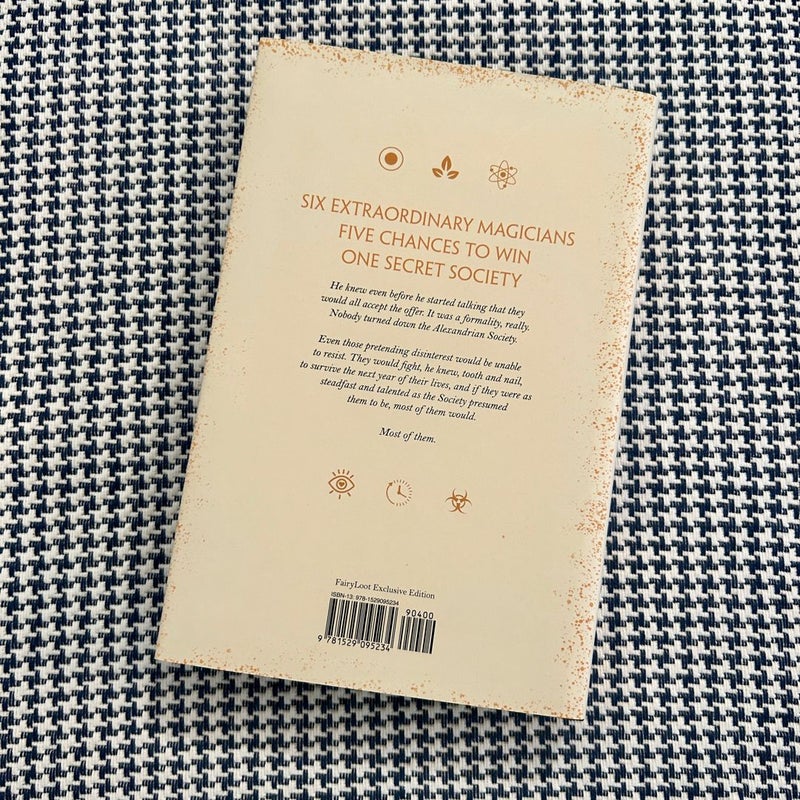 SIX EXTRAORDINARY MAGICIANS
FIVE CHANCES TO WIN
ONE SECRET SOCIETY
He knew even before he started talking that they
would all accept the offer. It was a formality, really.
Nobody turned down the Alexandrian Society.
Even those pretending disinterest would be unable
to resist. They would fight, he knew, tooth and nail,
to survive the next year of their lives, and if they were as
steadfast and talented as the Society presumed
them to be, most of them would.
Most of them.
FairyLoot Exclusive Edition
ISBN-13: 978-1529095234
90400
9 781529 095234